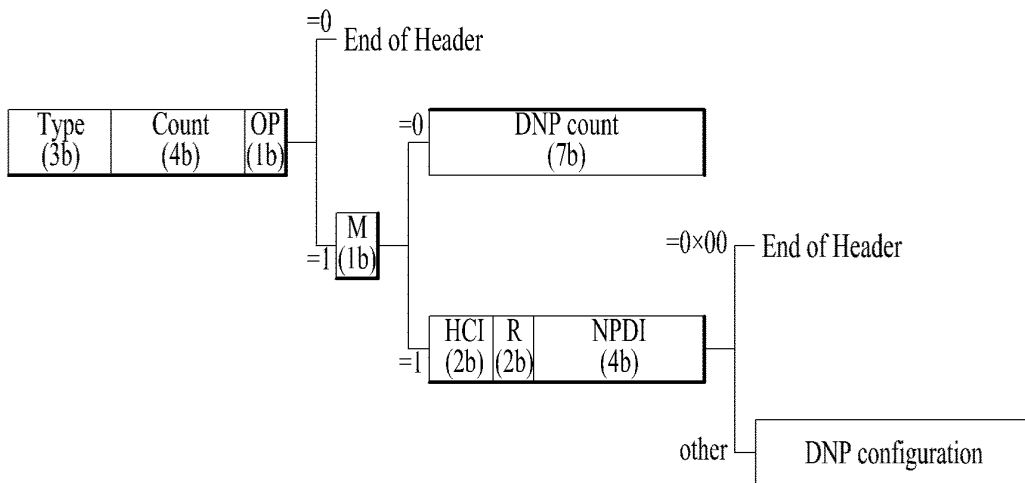 =0
End of Header
Type Count OP
(3b) (4b) (1b)
=0
DNP count
(7b)
M
=1 (1b)
=0×00
End of Header
HCI R NPDI
=1 (2b) (2b) (4b)
other
DNP configuration